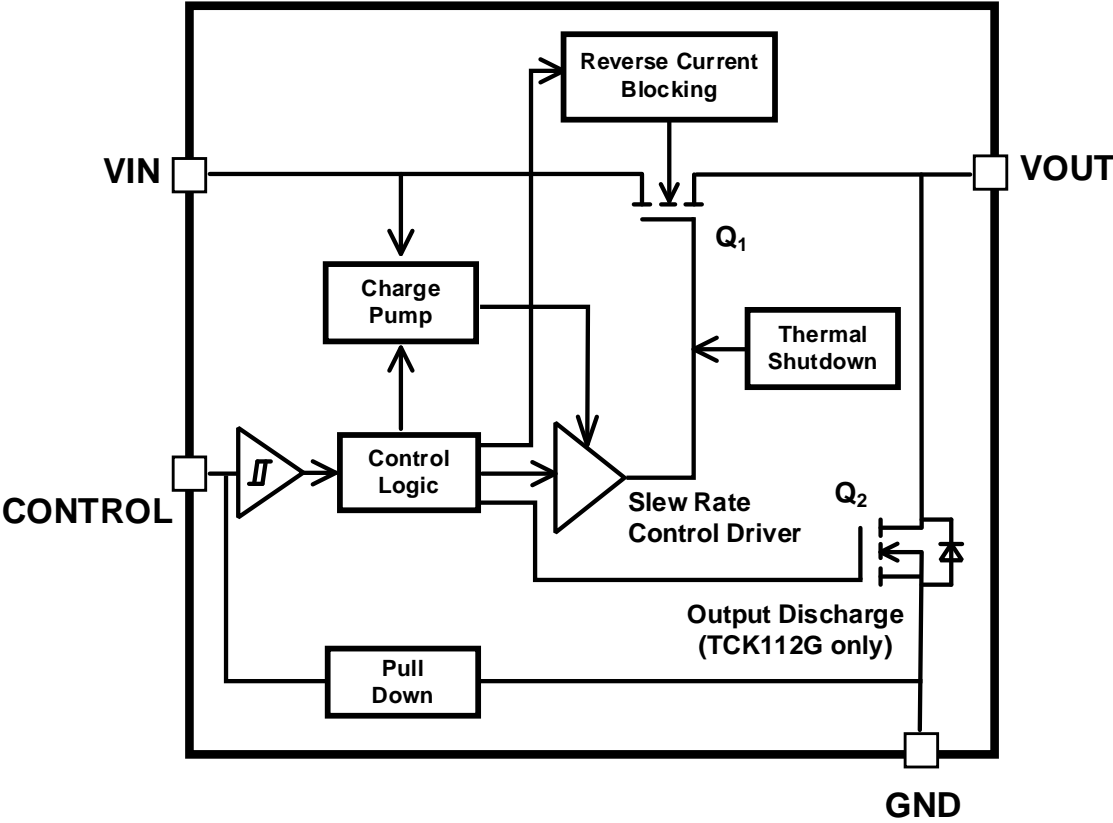 Reverse Current
Blocking
VIN
VOUT
Q1
Charge
Pump
Thermal
Shutdown
Control
Logic
CONTROL
Slew Rate
Control Driver
Q2
Output Discharge
(TCK112G only)
Pull
Down
GND